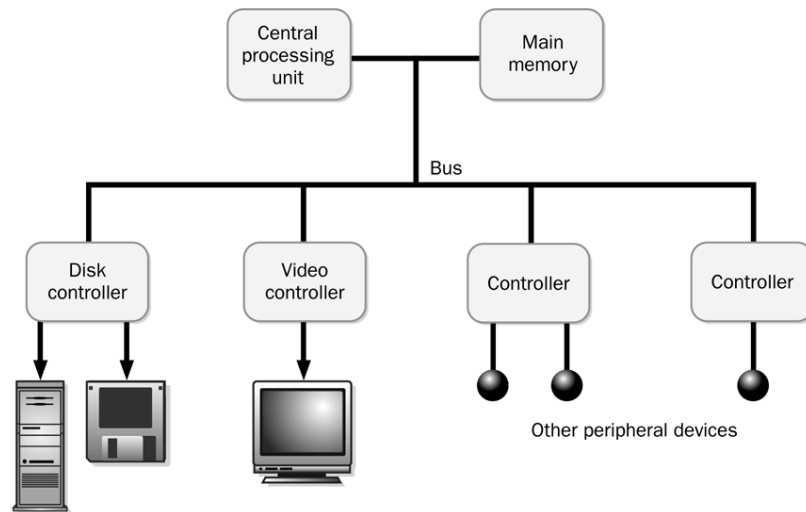 Central
processing
unit
Main
memory
Bus
Disk
controller
Video
controller
Controller
Controller
Other peripheral devices